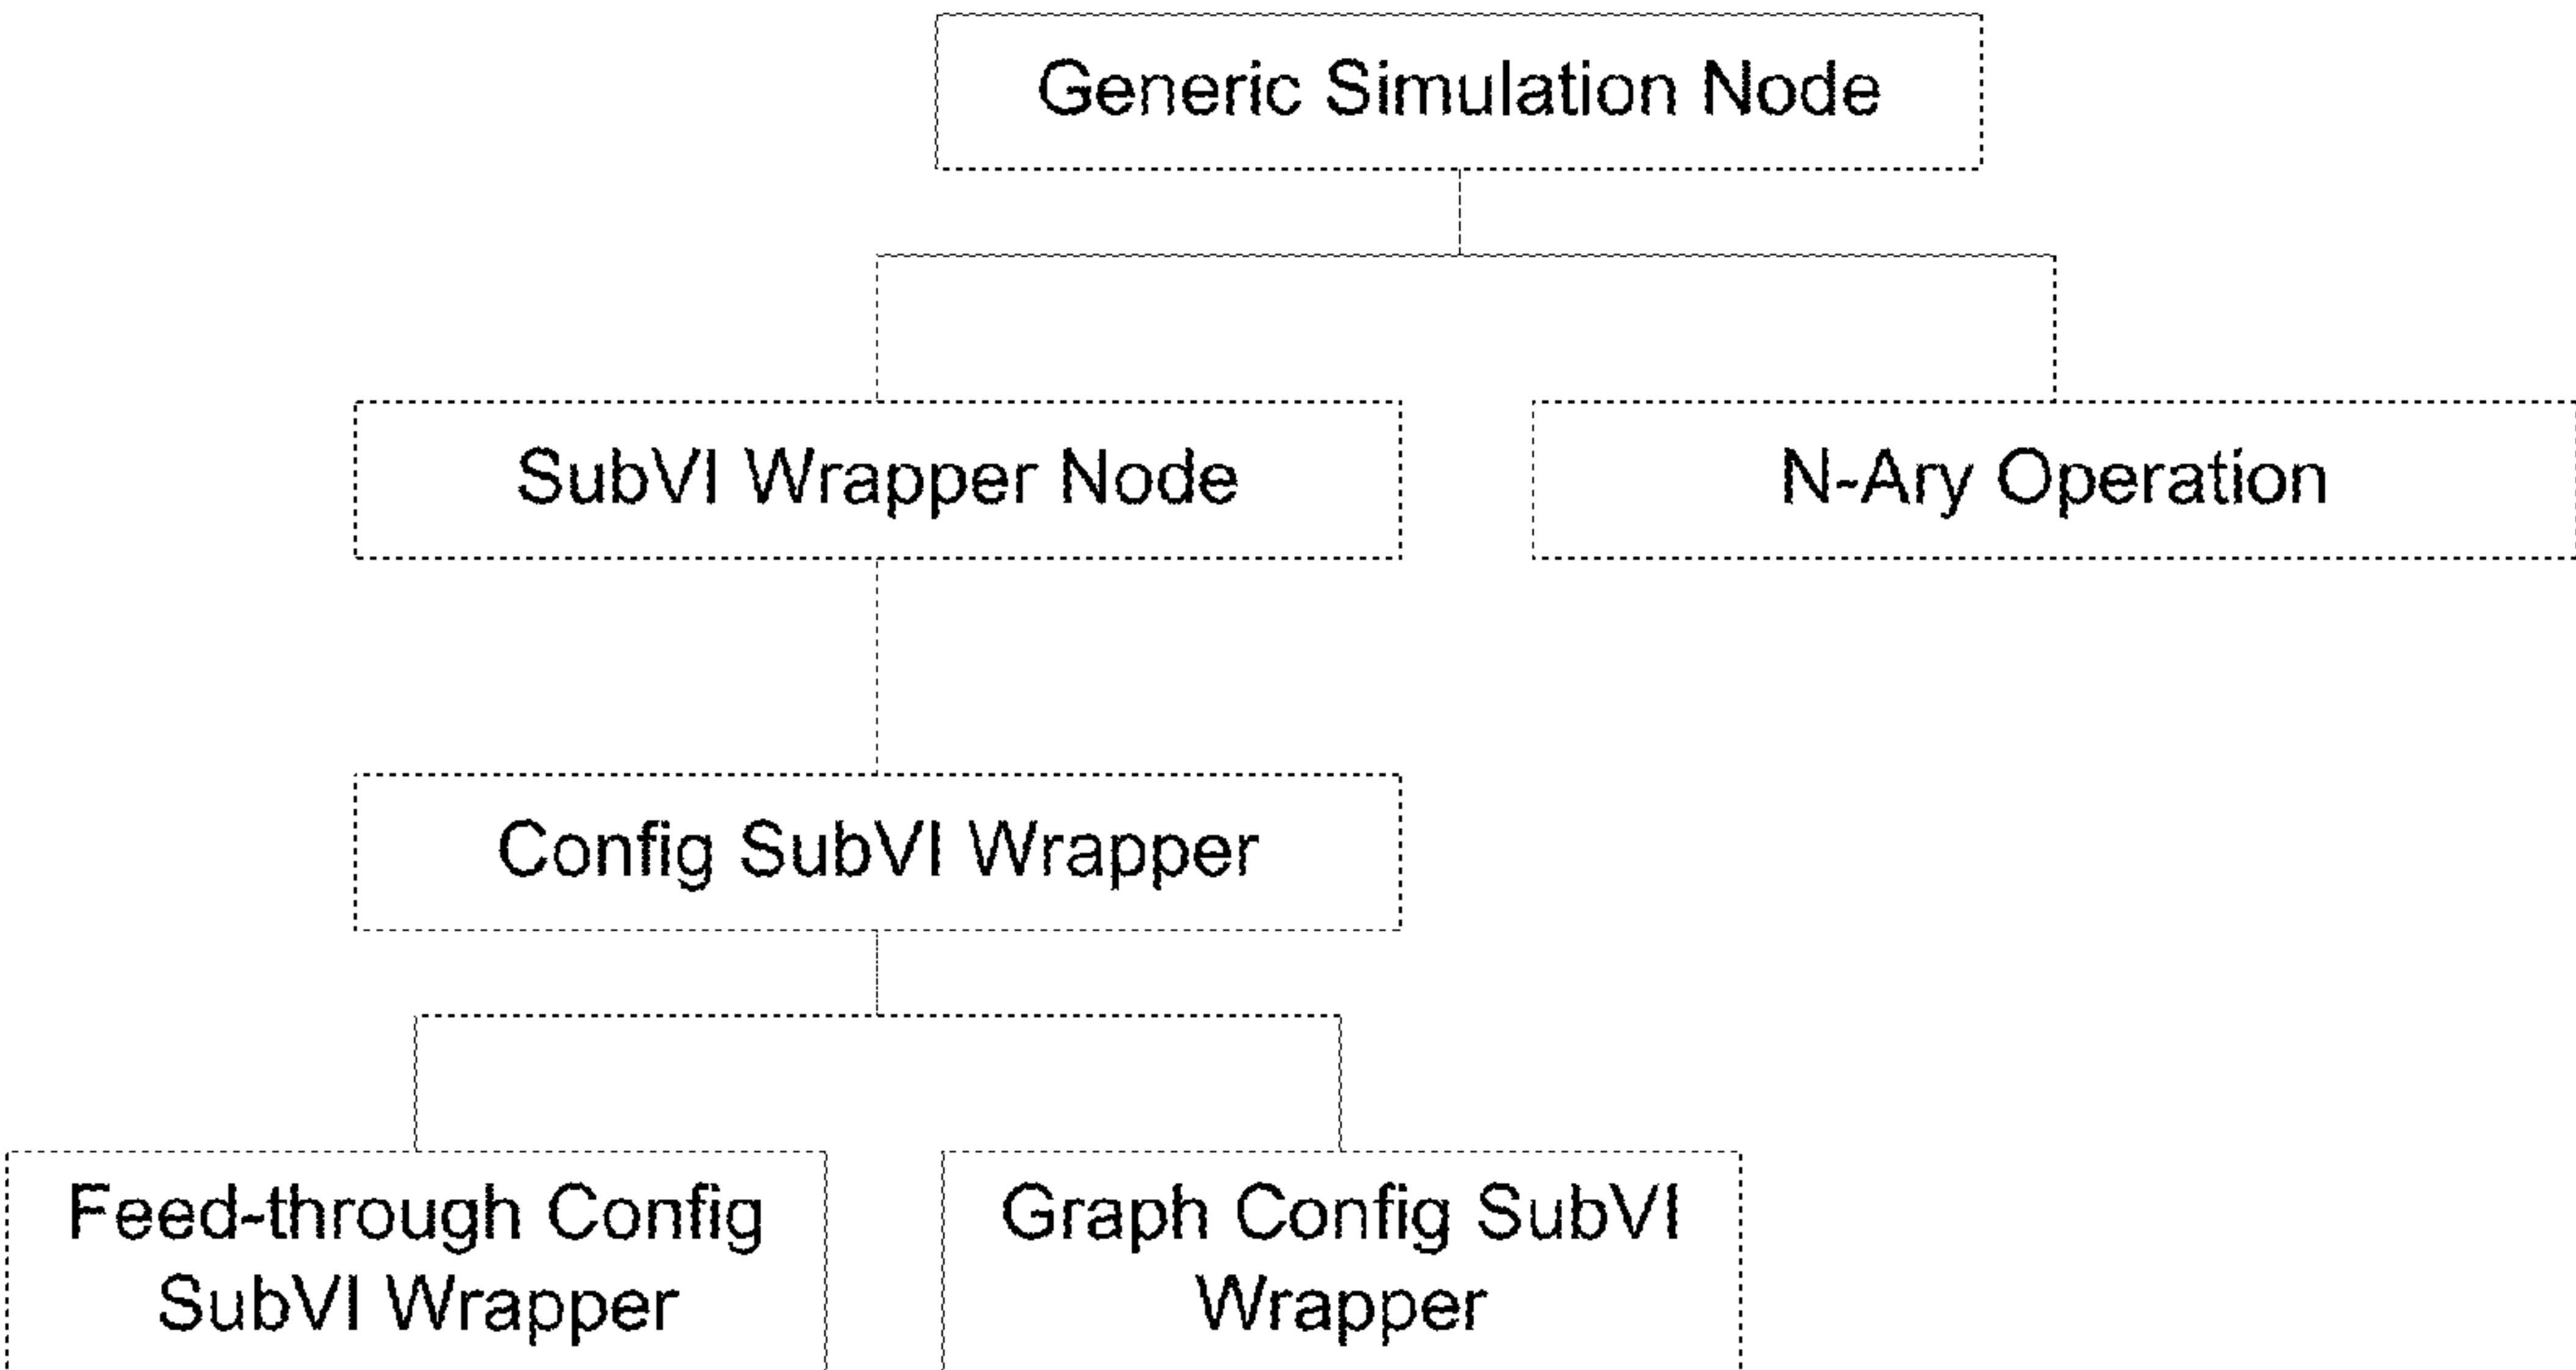 Generic Simulation Node
SubVI Wrapper Node
N-Ary Operation
Config SubVI Wrapper
Feed-through Config
SubVI Wrapper
Graph Config SubVI
Wrapper